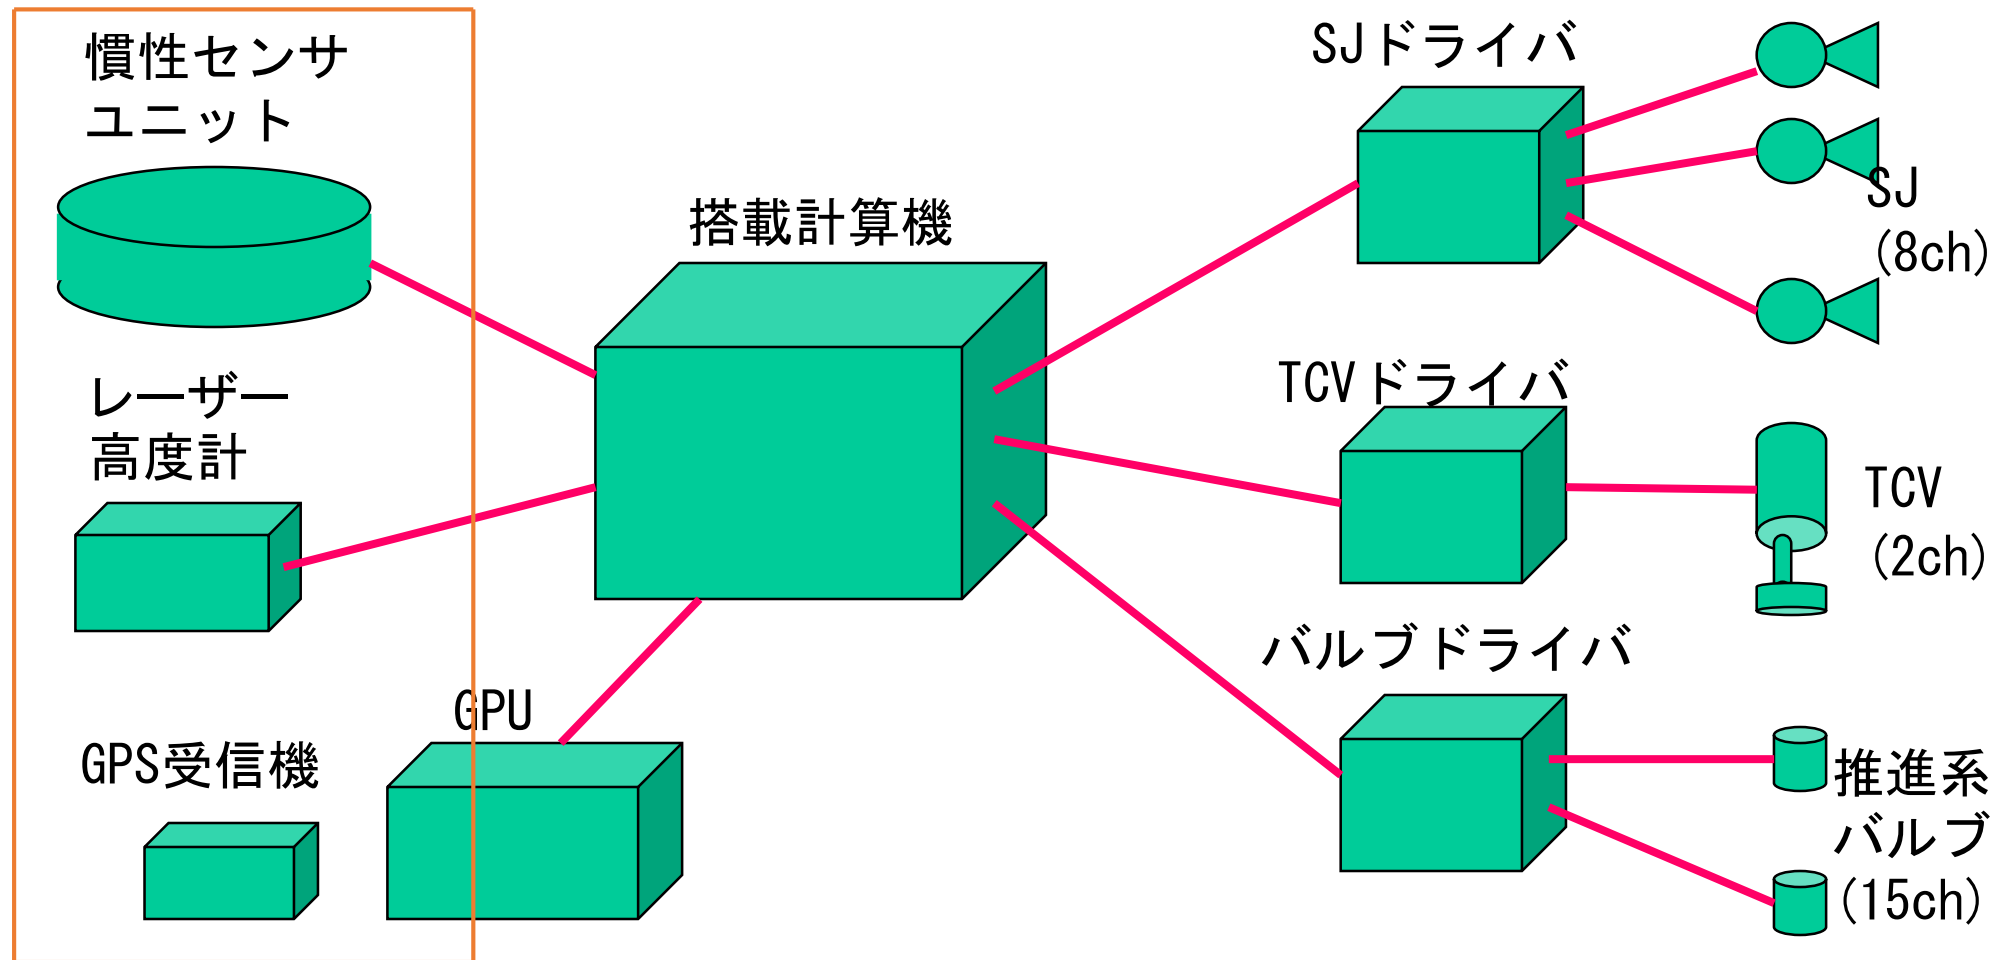 慣性センサ
ユニット
レーザー
高度計
GPS受信機
GPU
搭載計算機
SJドライバ
SJ
(8ch)
TCVドライバ
TCV
(2ch)
バルブドライバ
推進系
バルブ
(15ch)